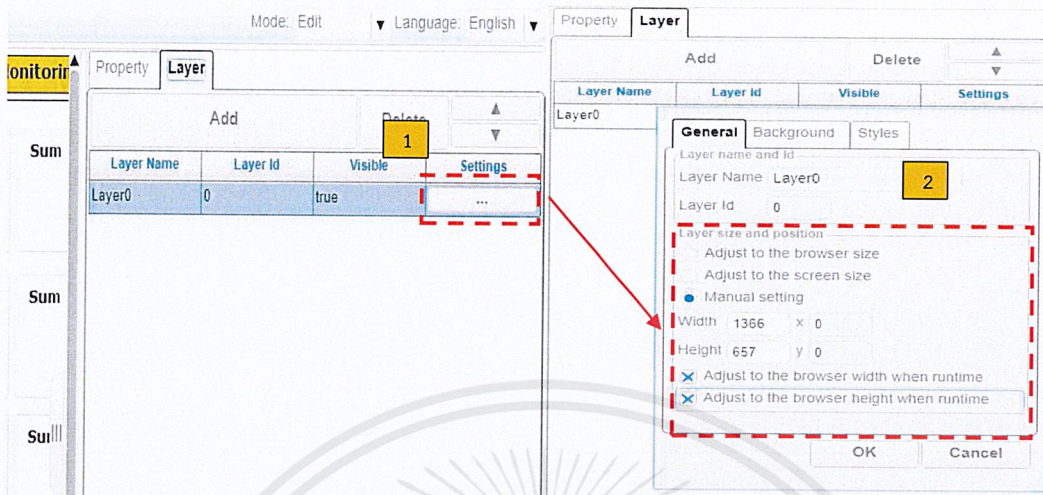 Mode: Edit ▼ Language: English ▼
onitorin
Sum
Sum
Property Layer
Add Delete
1
Layer Name Layer Id Visible Settings
Layer0 0 true ...
Property Layer
Add Delete
Layer Name Layer Id Visible Settings
Layer0
General Background Styles
2
Layer name and id
Layer Name Layer0
Layer Id 0
Layer size and position
Adjust to the browser size
Adjust to the screen size
Manual setting
Width 1366 x 0
Height 657 y 0
Adjust to the browser width when runtime
Adjust to the browser height when runtime
OK Cancel